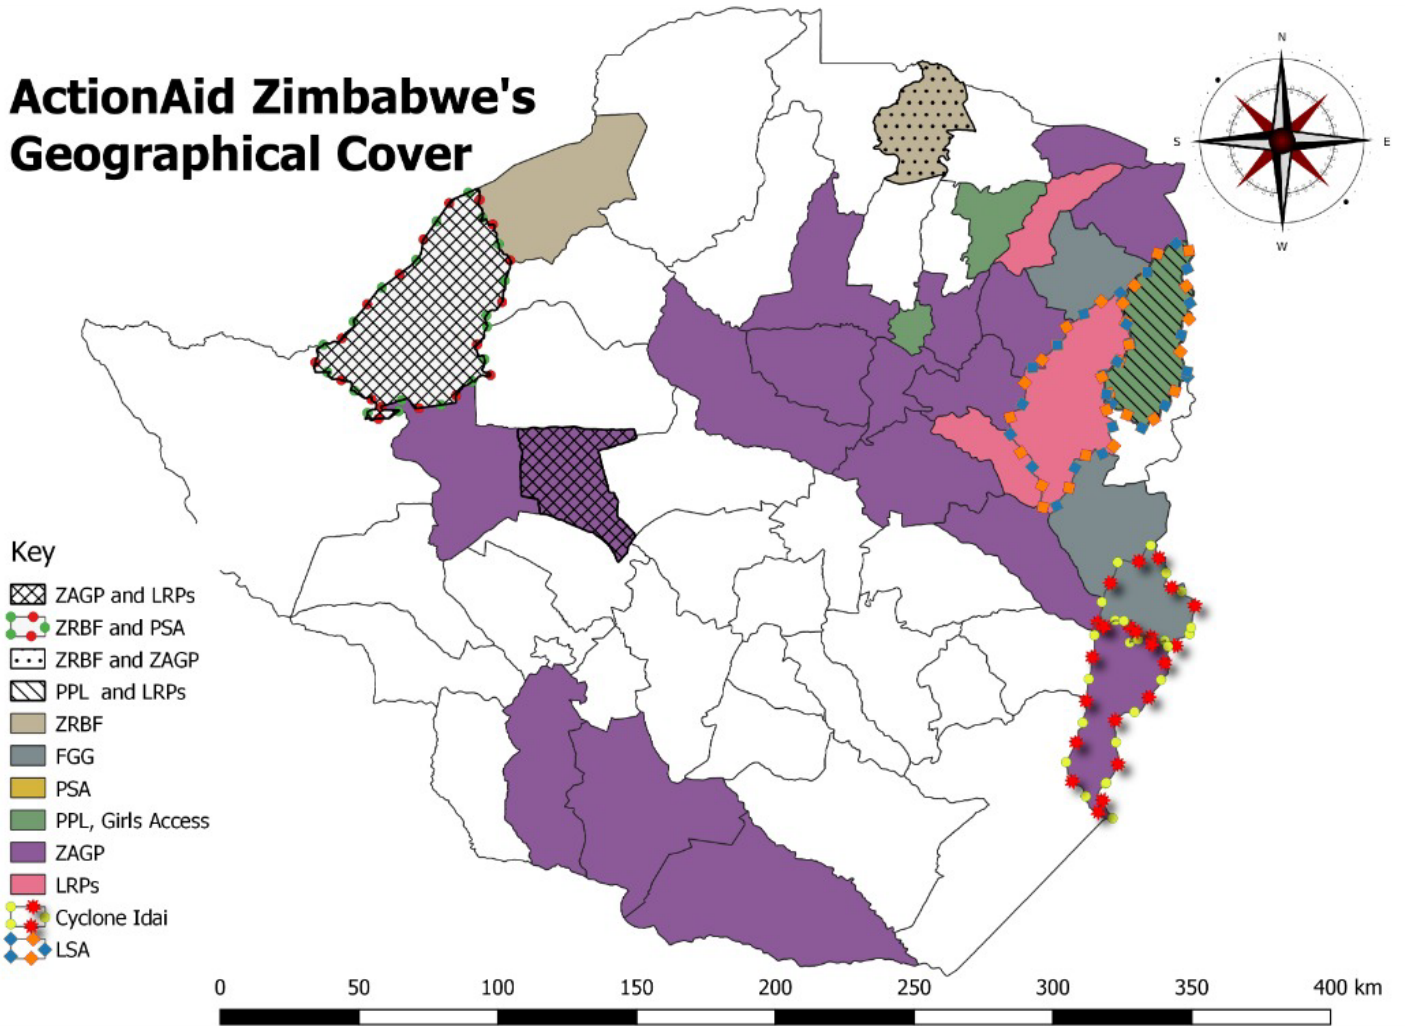 ActionAid Zimbabwe's
Geographical Cover
N
S
E
W
Key
ZAGP and LRPs
ZRBF and PSA
ZRBF and ZAGP
PPL and LRPs
ZRBF
FGG
PSA
PPL, Girls Access
ZAGP
LRPs
Cyclone Idai
LSA
0 50 100 150 200 250 300 350 400 km